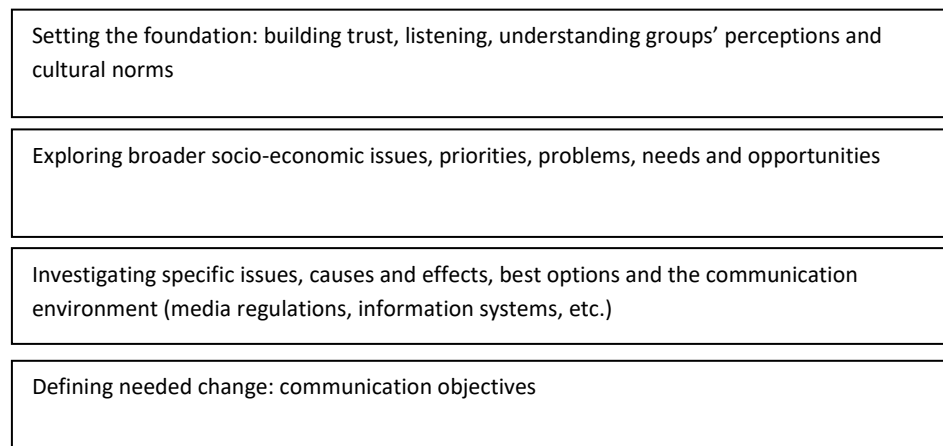 Setting the foundation: building trust, listening, understanding groups’ perceptions and
cultural norms
Exploring broader socio-economic issues, priorities, problems, needs and opportunities
Investigating specific issues, causes and effects, best options and the communication
environment (media regulations, information systems, etc.)
Defining needed change: communication objectives